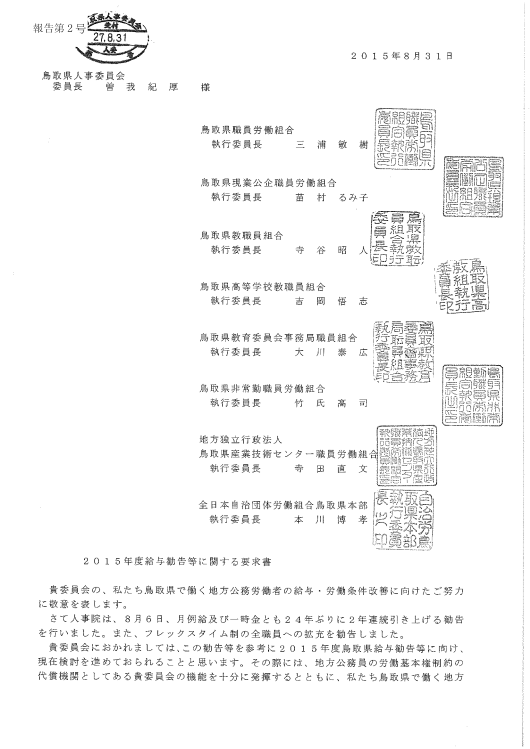 報告第2号
27.8.31
2015年8月31日
鳥取県人事委員会
委員長 曽我紀厚 様
鳥取県職員労働組合
執行委員長 三浦敏樹
鳥取県現業公企職員労働組合
執行委員長 苗村るみ子
鳥取県教職員組合
執行委員長 寺谷昭人
鳥取県高等学校教職員組合
執行委員長 吉岡悟志
鳥取県教育委員会事務局職員組合
執行委員長 大川泰広
鳥取県非常勤職員労働組合
執行委員長 竹氏高司
地方独立行政法人
鳥取県産業技術センター職員労働組合
執行委員長 寺田直文
全日本自治団体労働組合鳥取県本部
執行委員長 本川博孝
2015年度給与勧告等に関する要求書
貴委員会の、私たち鳥取県で働く地方公務労働者の給与・労働条件改善に向けたご努力
に敬意を表します。
さて人事院は、8月6日、月例給及び一時金とも24年ぶりに2年連続引き上げる勧告
を行いました。また、フレックスタイム制の全職員への拡充を勧告しました。
貴委員会におかれましては、この勧告等を参考に2015年度鳥取県給与勧告等に向け、
現在検討を進めておられることと思います。その際には、地方公務員の労働基本権制約の
代償機関としてある貴委員会の機能を十分に発揮するとともに、私たち鳥取県で働く地方